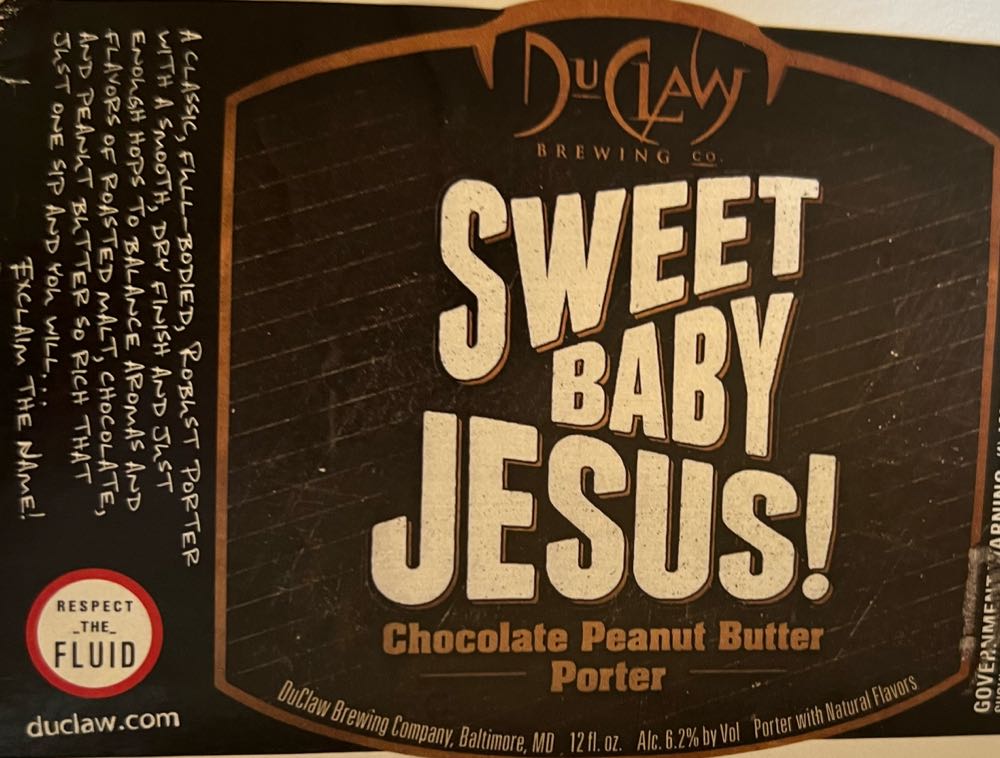 DuClaw
BREWING CO.
SWEET
BABY
JESUS!
Chocolate Peanut Butter
Porter
DuClaw Brewing Company, Baltimore, MD 12 fl. oz. Alc. 6.2% by Vol Porter with Natural Flavors
A CLASSIC, FULL-BODIED, ROBUST PORTER
WITH A SMOOTH, DRY FINISH AND JUST
ENOUGH HOPS TO BALANCE AROMAS AND
FLAVORS OF ROASTED MALT, CHOCOLATE,
AND PEANUT BUTTER SO RICH THAT
JUST ONE SIP AND YOU WILL...
EXCLAIM THE NAME!
RESPECT
_THE_
FLUID
duclaw.com
GOVERNMENT WARNING